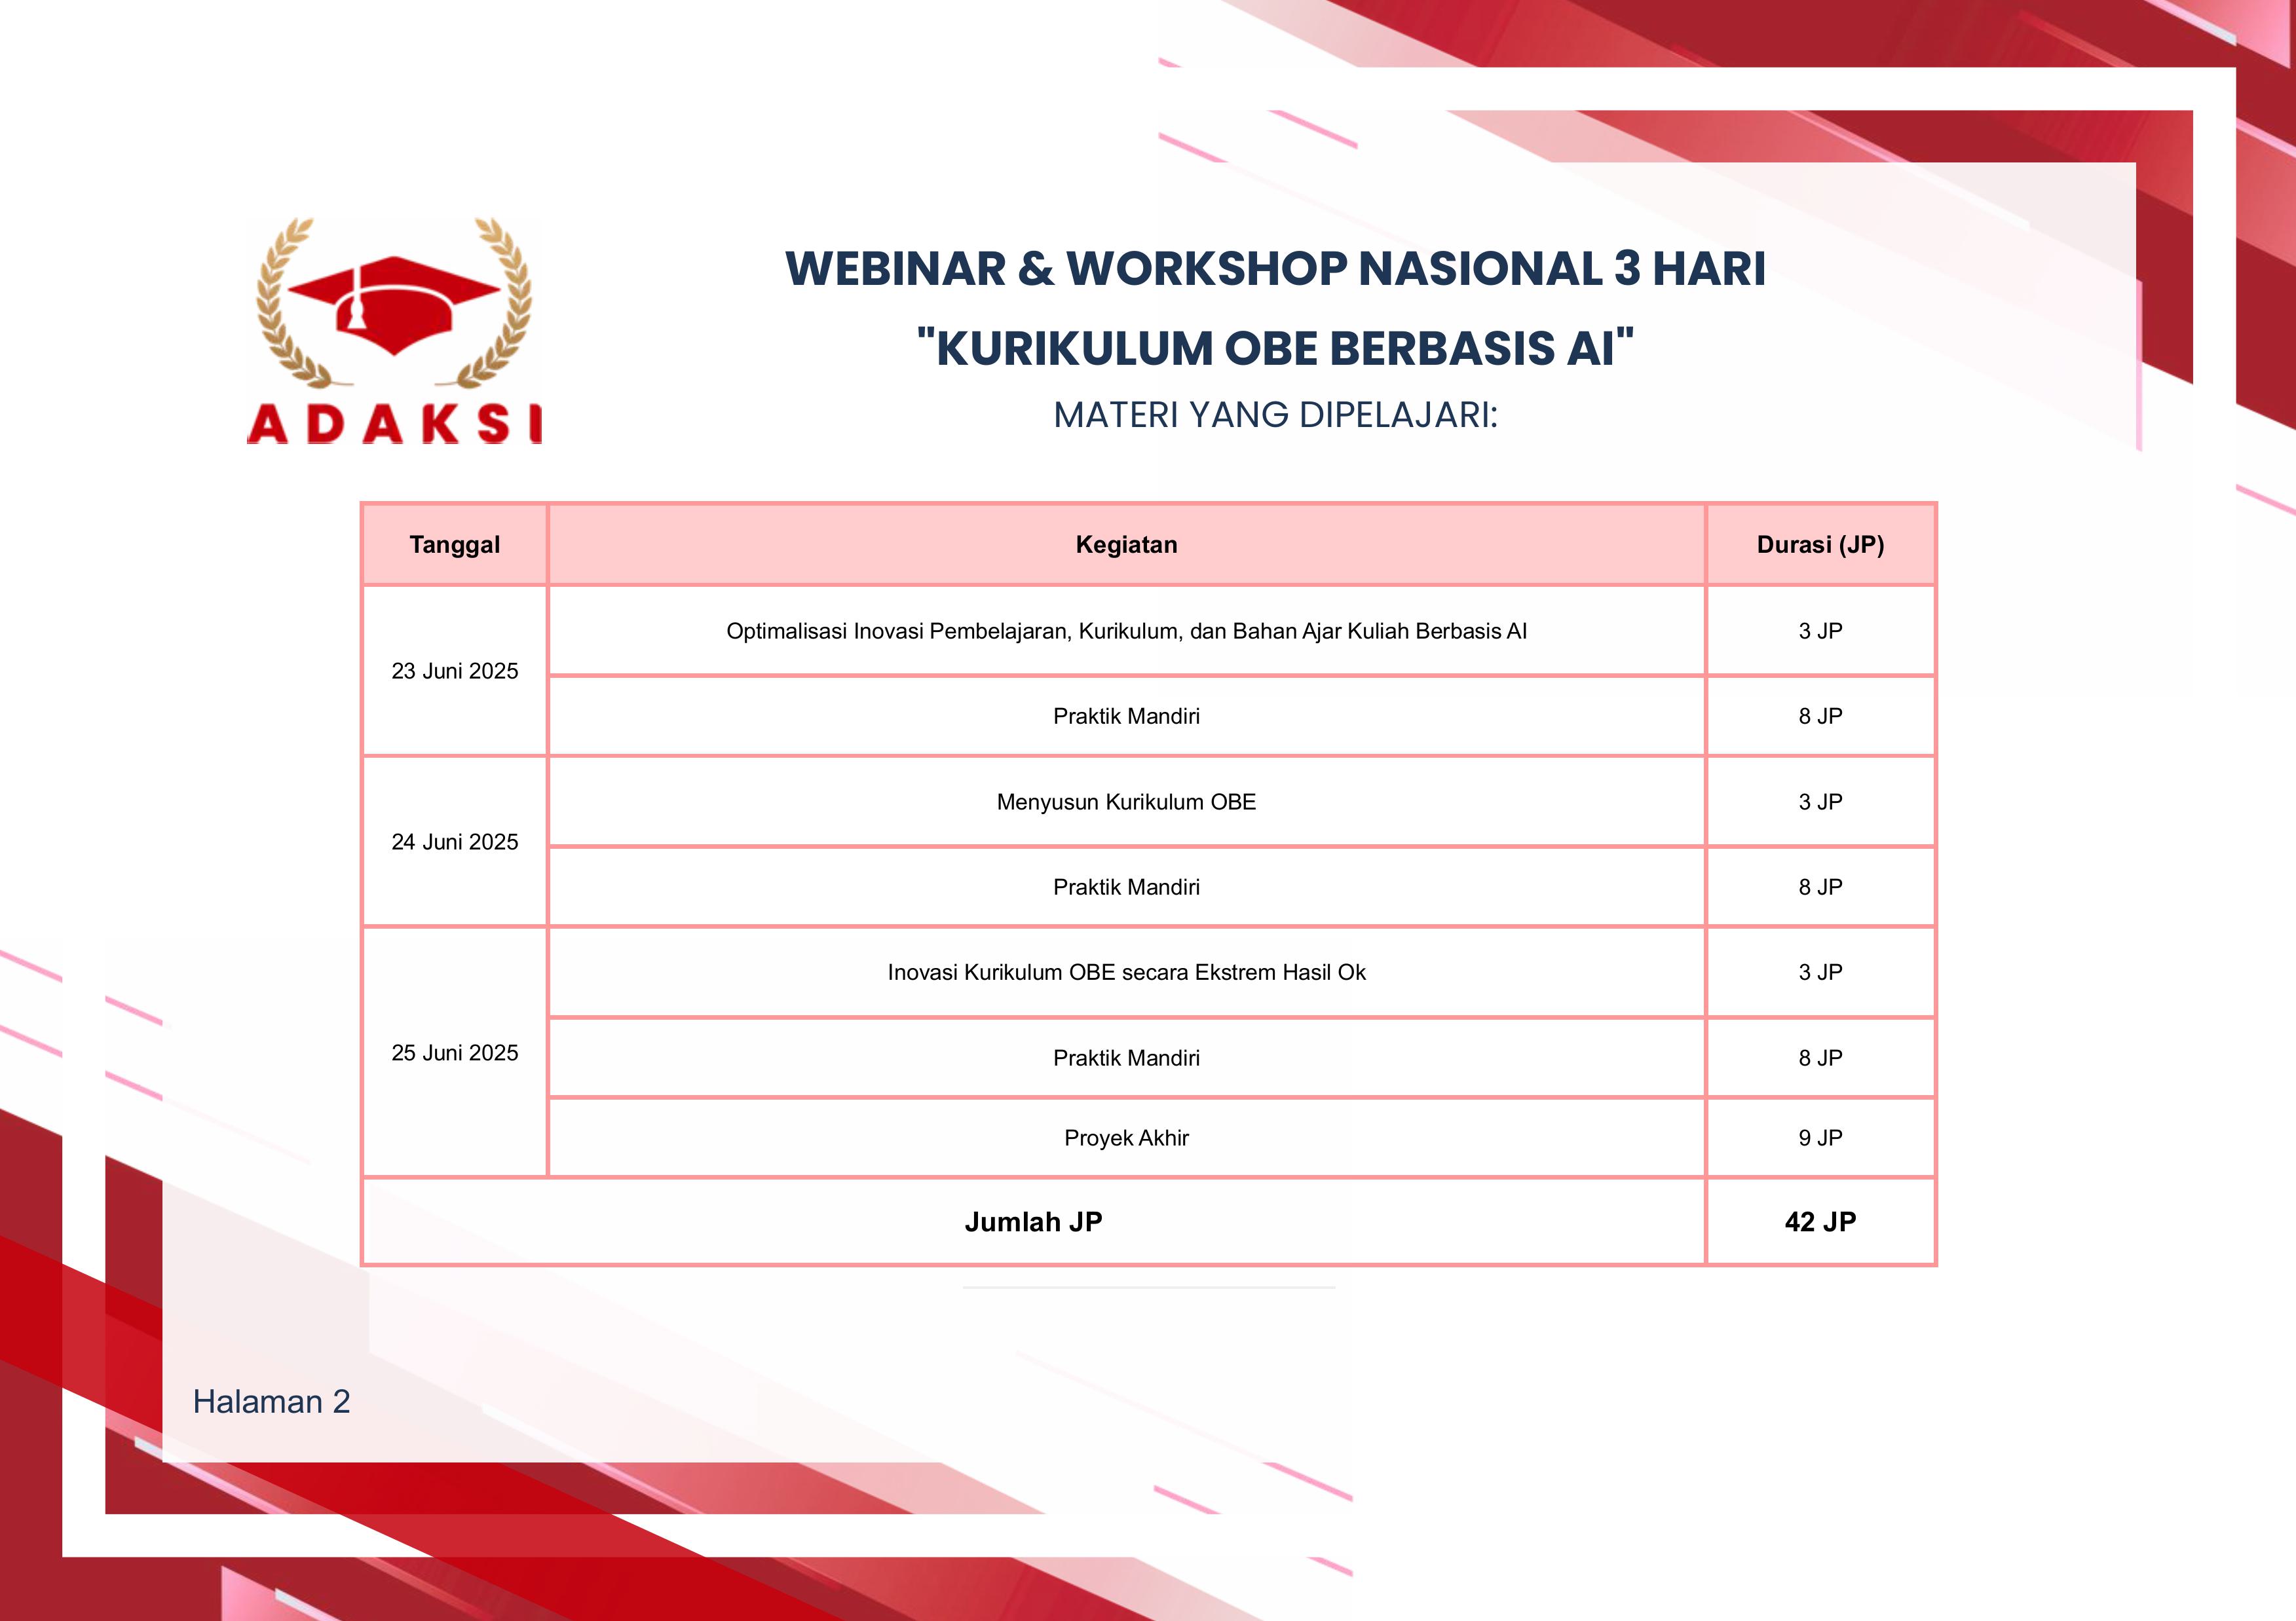 ADAKSI
WEBINAR & WORKSHOP NASIONAL 3 HARI
"KURIKULUM OBE BERBASIS AI"
MATERI YANG DIPELAJARI:
Tanggal Kegiatan Durasi (JP)
23 Juni 2025
Optimalisasi Inovasi Pembelajaran, Kurikulum, dan Bahan Ajar Kuliah Berbasis AI 3 JP
Praktik Mandiri 8 JP
24 Juni 2025
Menyusun Kurikulum OBE 3 JP
Praktik Mandiri 8 JP
25 Juni 2025
Inovasi Kurikulum OBE secara Ekstrem Hasil Ok 3 JP
Praktik Mandiri 8 JP
Proyek Akhir 9 JP
Jumlah JP 42 JP
Halaman 2